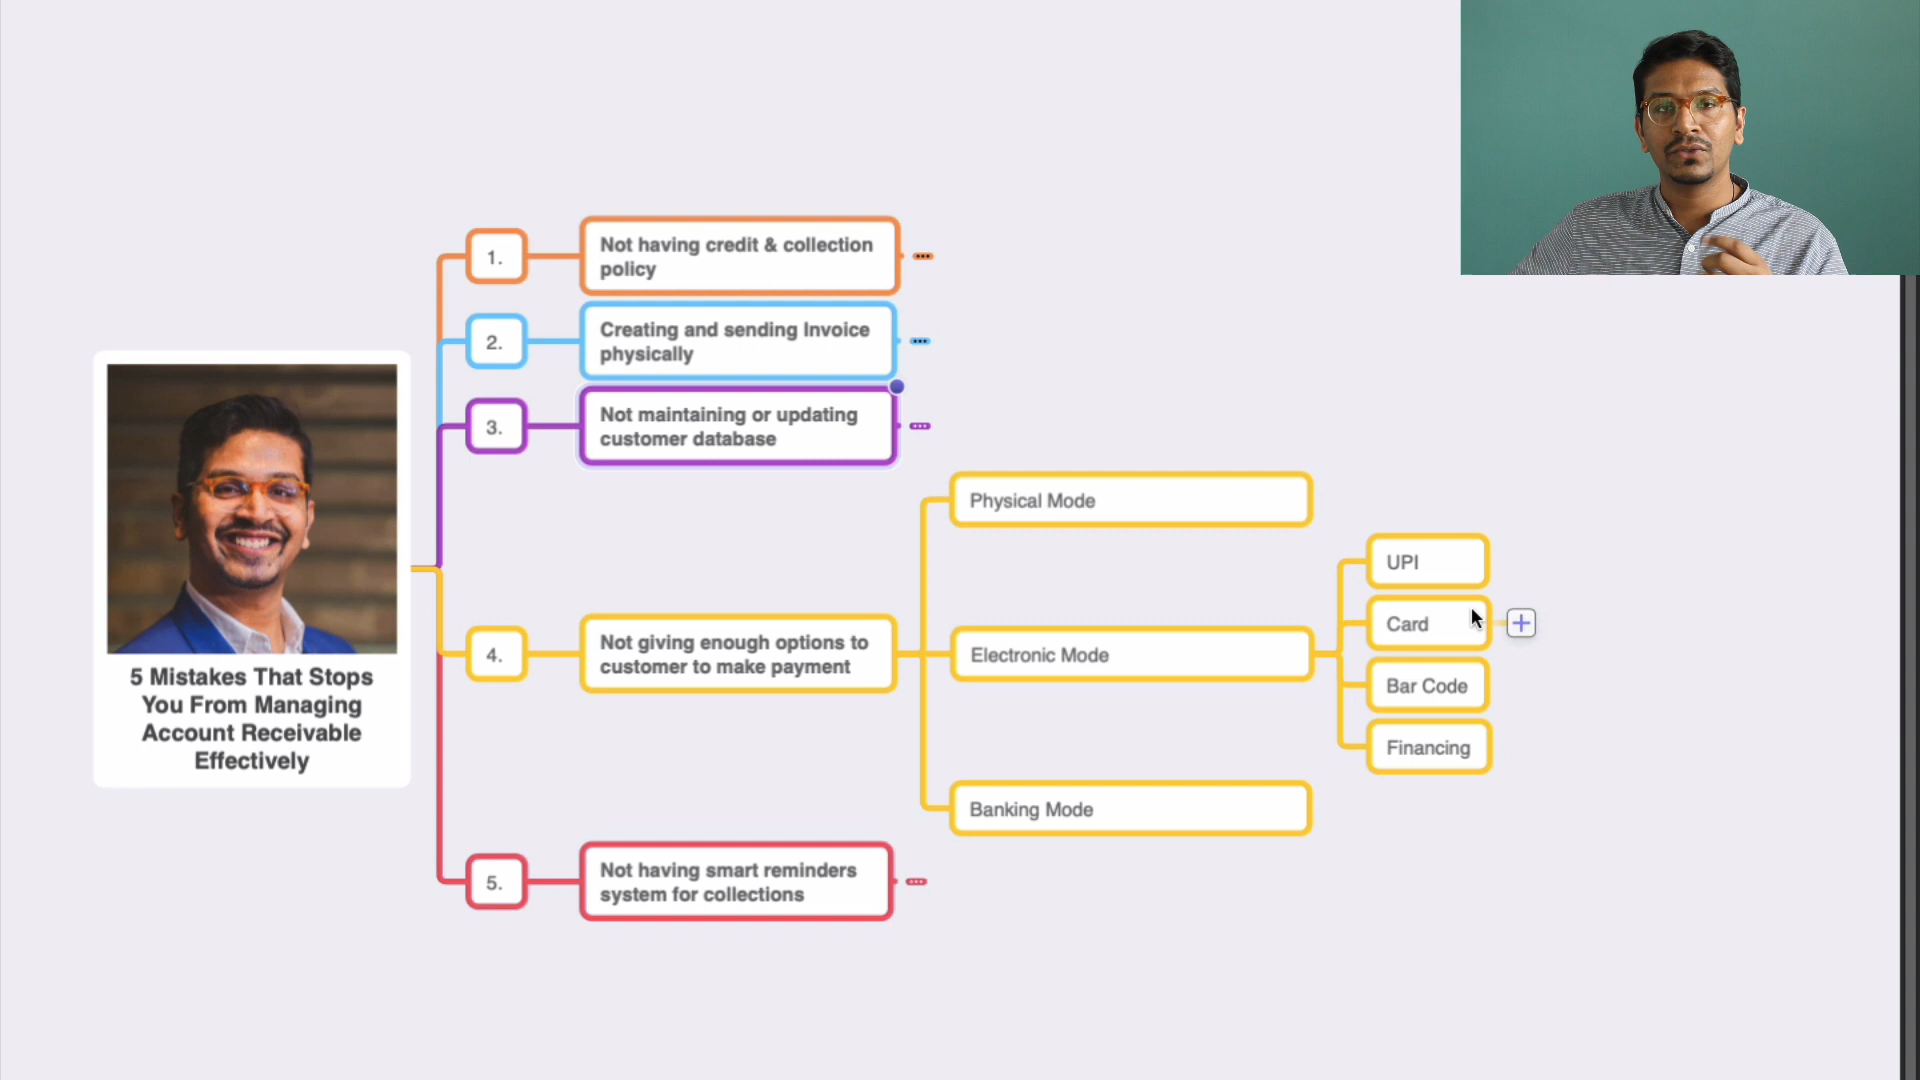 5 Mistakes That Stops
You From Managing
Account Receivable
Effectively
1.
Not having credit & collection
policy
2.
Creating and sending Invoice
physically
3.
Not maintaining or updating
customer database
4.
Not giving enough options to
customer to make payment
Physical Mode
Electronic Mode
UPI
Card
Bar Code
Financing
Banking Mode
5.
Not having smart reminders
system for collections